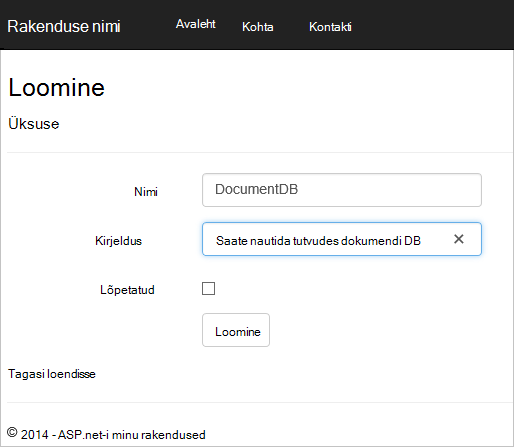 Rakenduse nimi Avaleht Kohta Kontakti
Loomine
Üksuse
Nimi DocumentDB
Kirjeldus Saate nautida tutvudes dokumendi DB
Lõpetatud
Loomine
Tagasi loendisse
© 2014 - ASP.net-i minu rakendused